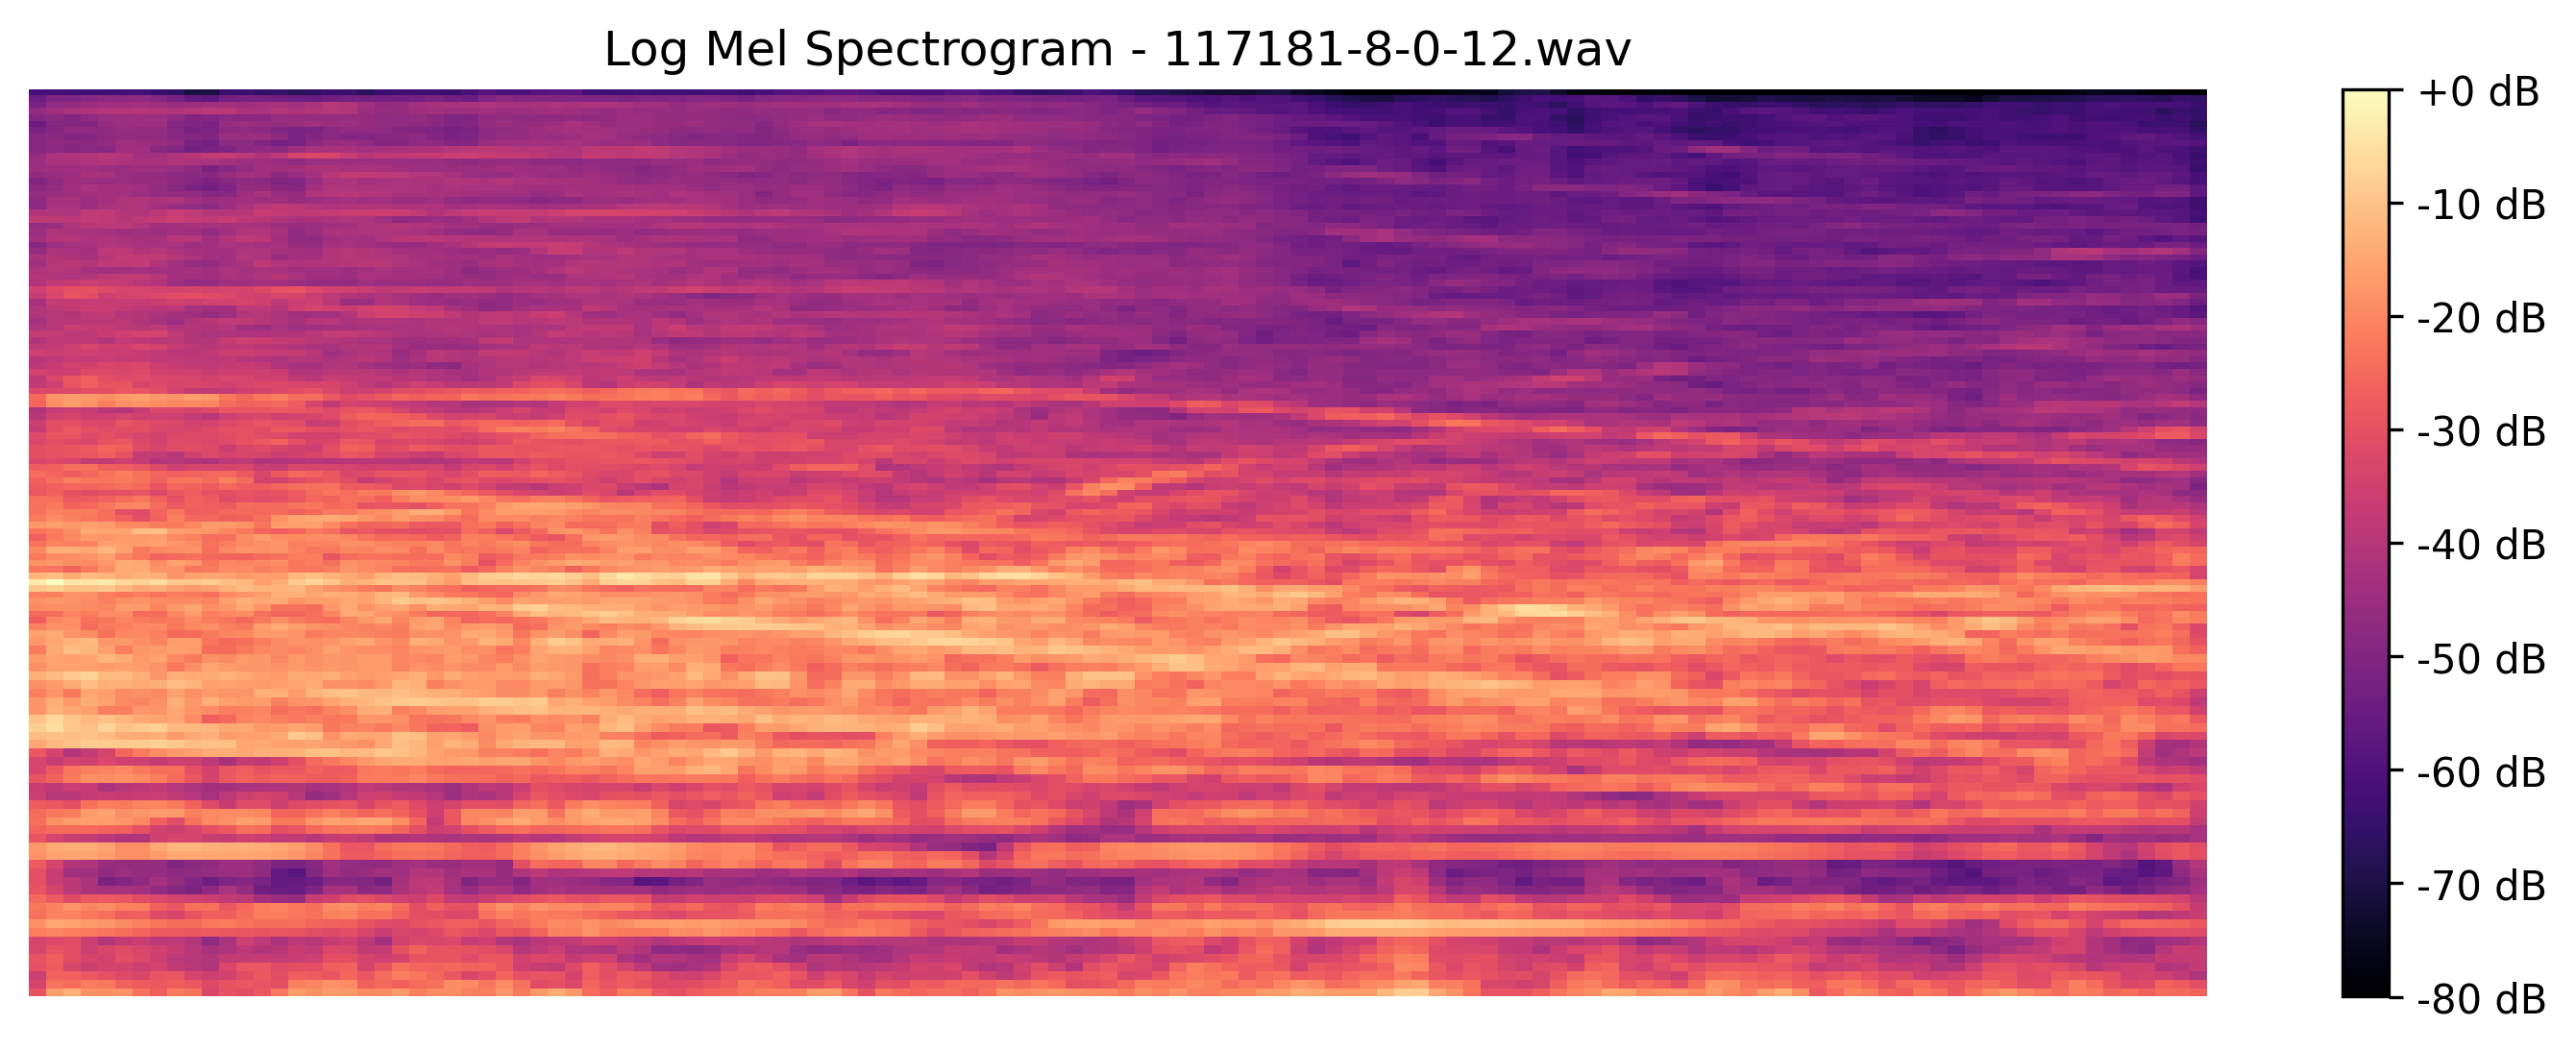 Log Mel Spectrogram - 117181-8-0-12.wav
+0 dB
-10 dB
-20 dB
-30 dB
-40 dB
-50 dB
-60 dB
-70 dB
-80 dB